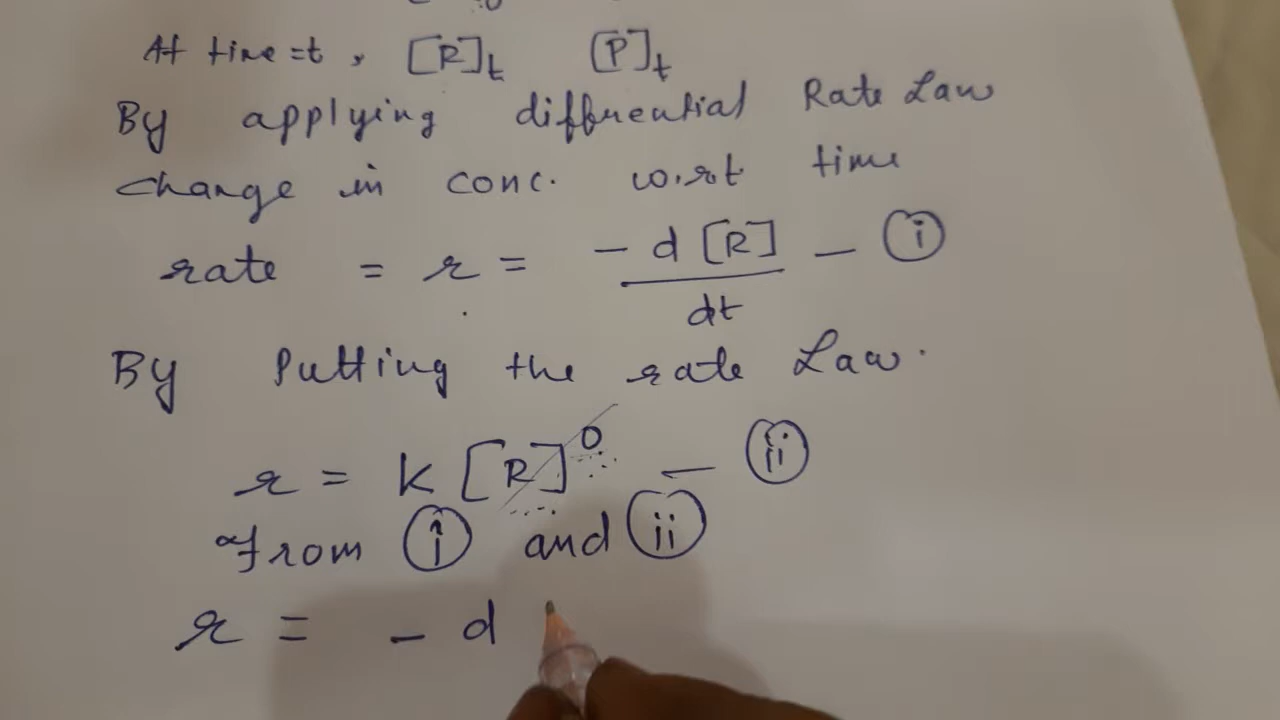 At time =t, [R]t [P]t
By applying diffrential Rate Law
change in conc. w.r.t. time
rate = r = - d [R] / dt - (i)
By Putting the rate Law.
r = K [R]^0 - (ii)
from (i) and (ii)
r = - d